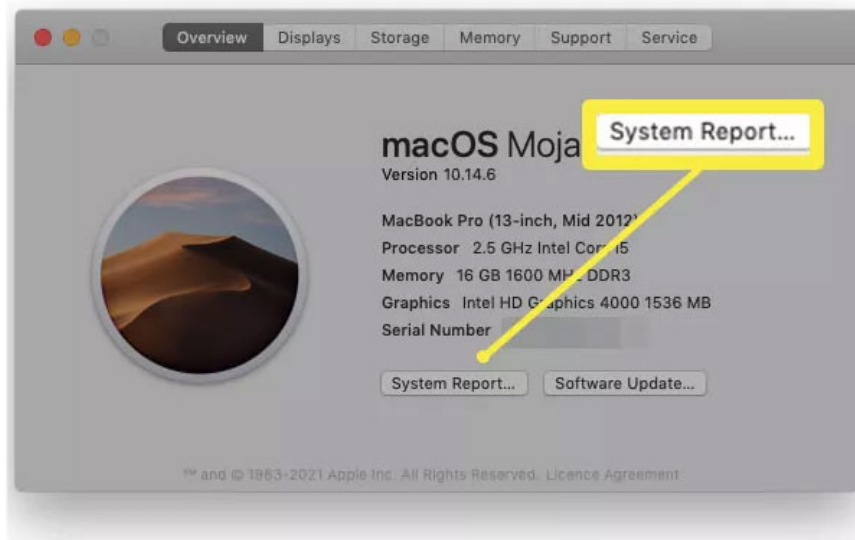 Overview Displays Storage Memory Support Service
System Report...
macOS Moja
Version 10.14.6
MacBook Pro (13-inch, Mid 2012)
Processor 2.5 GHz Intel Core i5
Memory 16 GB 1600 MHz DDR3
Graphics Intel HD Graphics 4000 1536 MB
Serial Number
System Report... Software Update...
™ and © 1983-2021 Apple Inc. All Rights Reserved. Licence Agreement